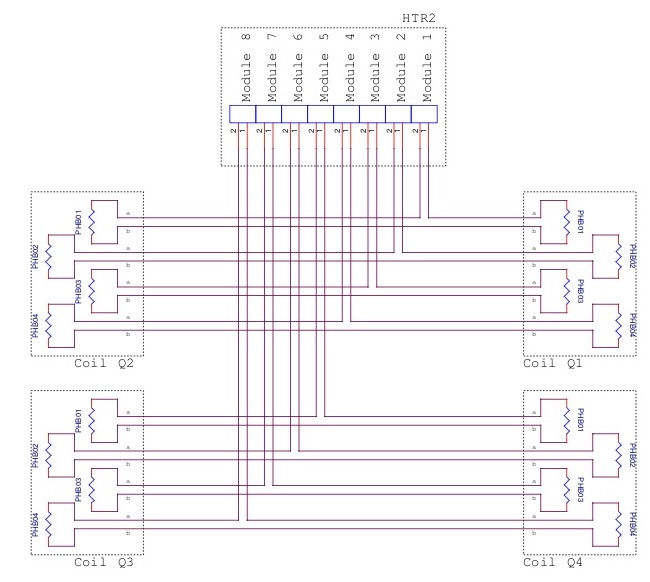 HTR2
Module 8
Module 7
Module 6
Module 5
Module 4
Module 3
Module 2
Module 1
2 1 2 1 2 1 2 1 2 1 2 1 2 1 2 1
PHB01
a
b
PHB02
a
b
PHB03
a
b
PHB04
a
b
Coil Q2
a
b
PHB01
a
b
PHB02
a
b
PHB03
a
b
PHB04
Coil Q1
PHB01
a
b
PHB02
a
b
PHB03
a
b
PHB04
a
b
Coil Q3
a
b
PHB01
a
b
PHB02
a
b
PHB03
a
b
PHB04
Coil Q4